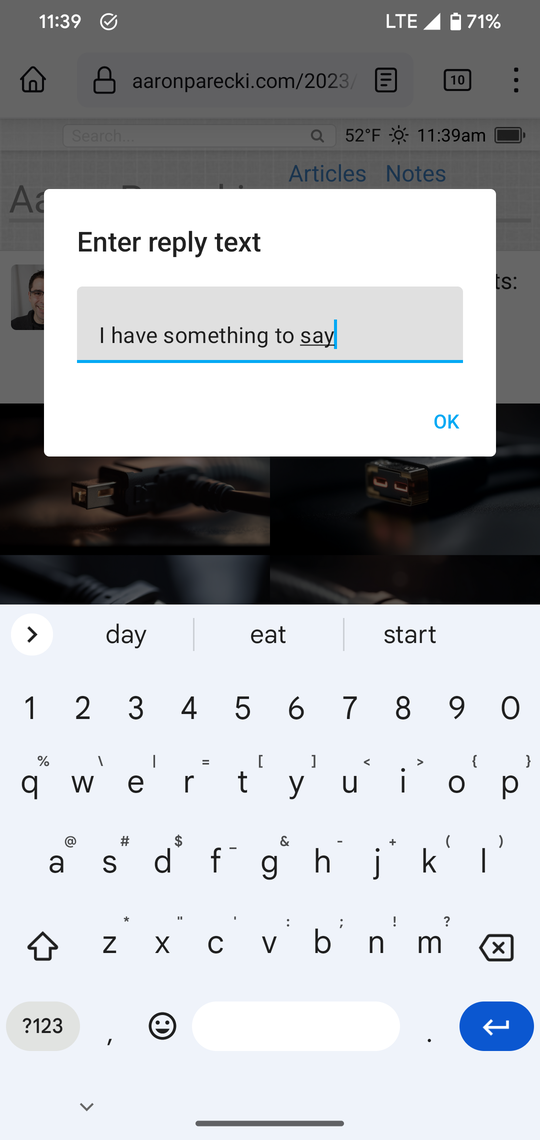 11:39 LTE 71%
aaronparecki.com/2023/ 10
Search... 52°F 11:39am
Articles Notes
ts:
Enter reply text
I have something to say
OK
day eat start
1 2 3 4 5 6 7 8 9 0
% \ | = [ ] < > { }
q w e r t y u i o p
@ # $ _ & - + ( )
a s d f g h j k l
* " ' : ; ! ?
z x c v b n m
?123 , .